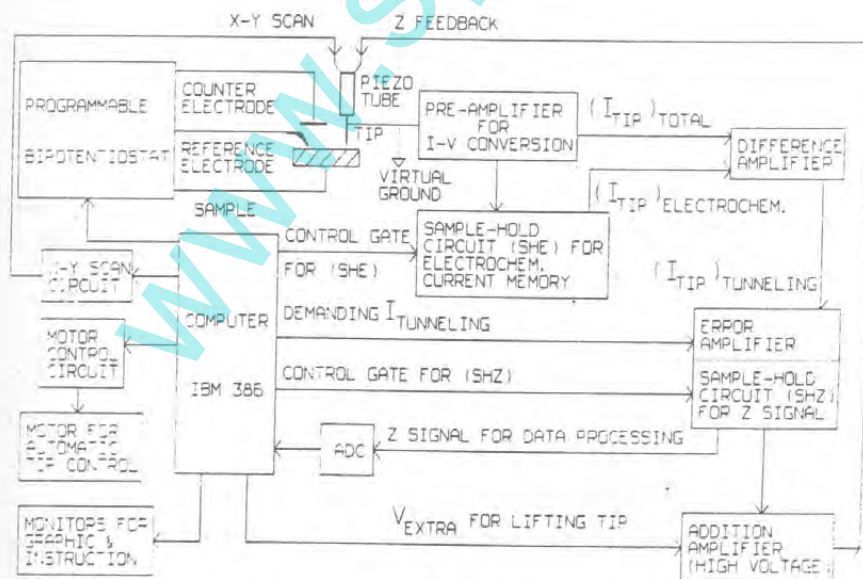 X-Y SCAN
Z FEEDBACK
PROGRAMMABLE
BIPOTENTIOSTAT
COUNTER
ELECTRODE
REFERENCE
ELECTRODE
SAMPLE
PIEZO
TUBE
TIP
VIRTUAL
GROUND
PRE-AMPLIFIER
FOR
I-V CONVERSION
(I_TIP)_TOTAL
DIFFERENCE
AMPLIFIER
(I_TIP)_ELECTROCHEM.
CONTROL GATE
FOR (SHE)
SAMPLE-HOLD
CIRCUIT (SHE) FOR
ELECTROCHEM.
CURRENT MEMORY
(I_TIP)_TUNNELING
X-Y SCAN
CIRCUIT
MOTOR
CONTROL
CIRCUIT
MOTOR FOR
AUTOMATIC
TIP CONTROL
MONITORS FOR
GRAPHIC &
INSTRUCTION
COMPUTER
IBM 386
DEMANDING I_TUNNELING
CONTROL GATE FOR (SHZ)
ERROR
AMPLIFIER
SAMPLE-HOLD
CIRCUIT (SHZ)
FOR Z SIGNAL
ADC
Z SIGNAL FOR DATA PROCESSING
V_EXTRA FOR LIFTING TIP
ADDITION
AMPLIFIER
(HIGH VOLTAGE)
www.s